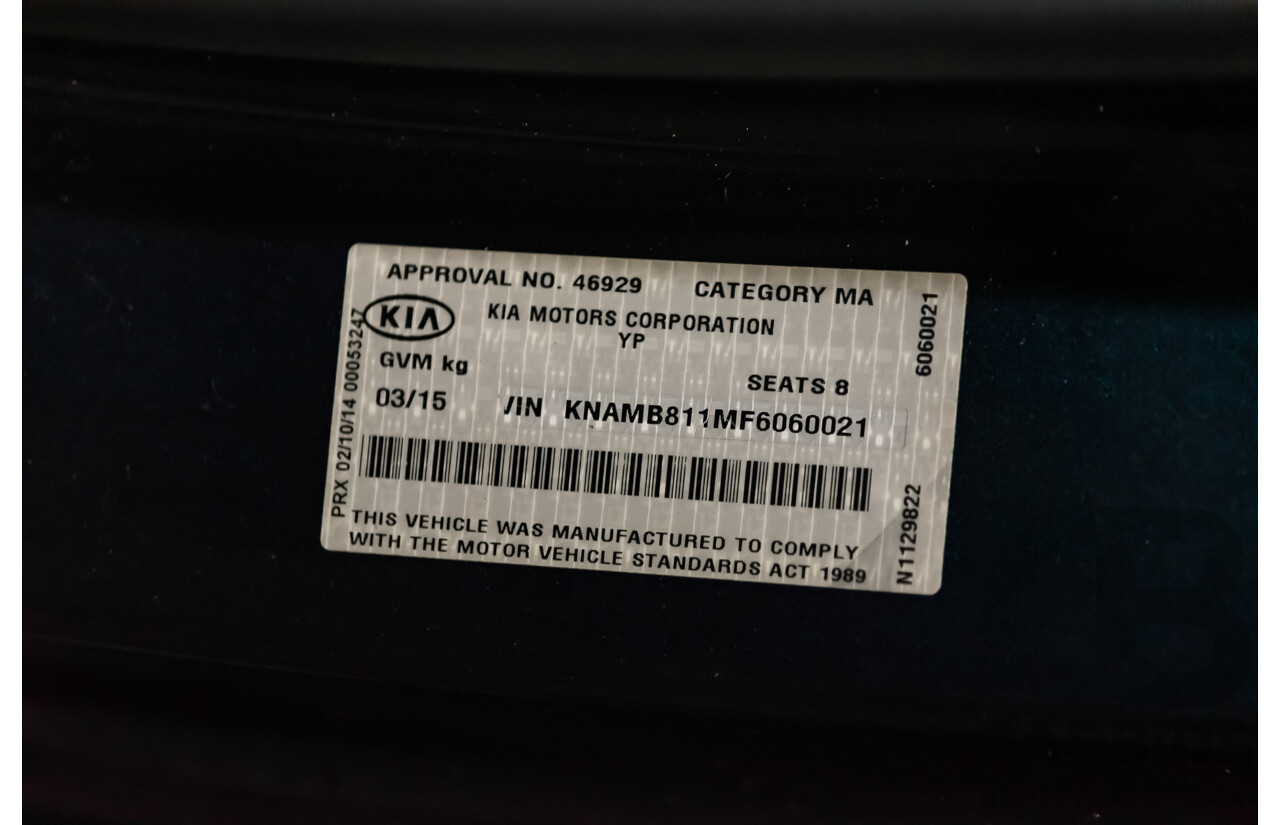 APPROVAL NO. 46929 CATEGORY MA
KIA KIA MOTORS CORPORATION
YP
GVM kg
SEATS 8
03/15 /IN KNAMB811MF6060021
THIS VEHICLE WAS MANUFACTURED TO COMPLY
WITH THE MOTOR VEHICLE STANDARDS ACT 1989
PRX 02/10/14 00053247
6060021
N1129822